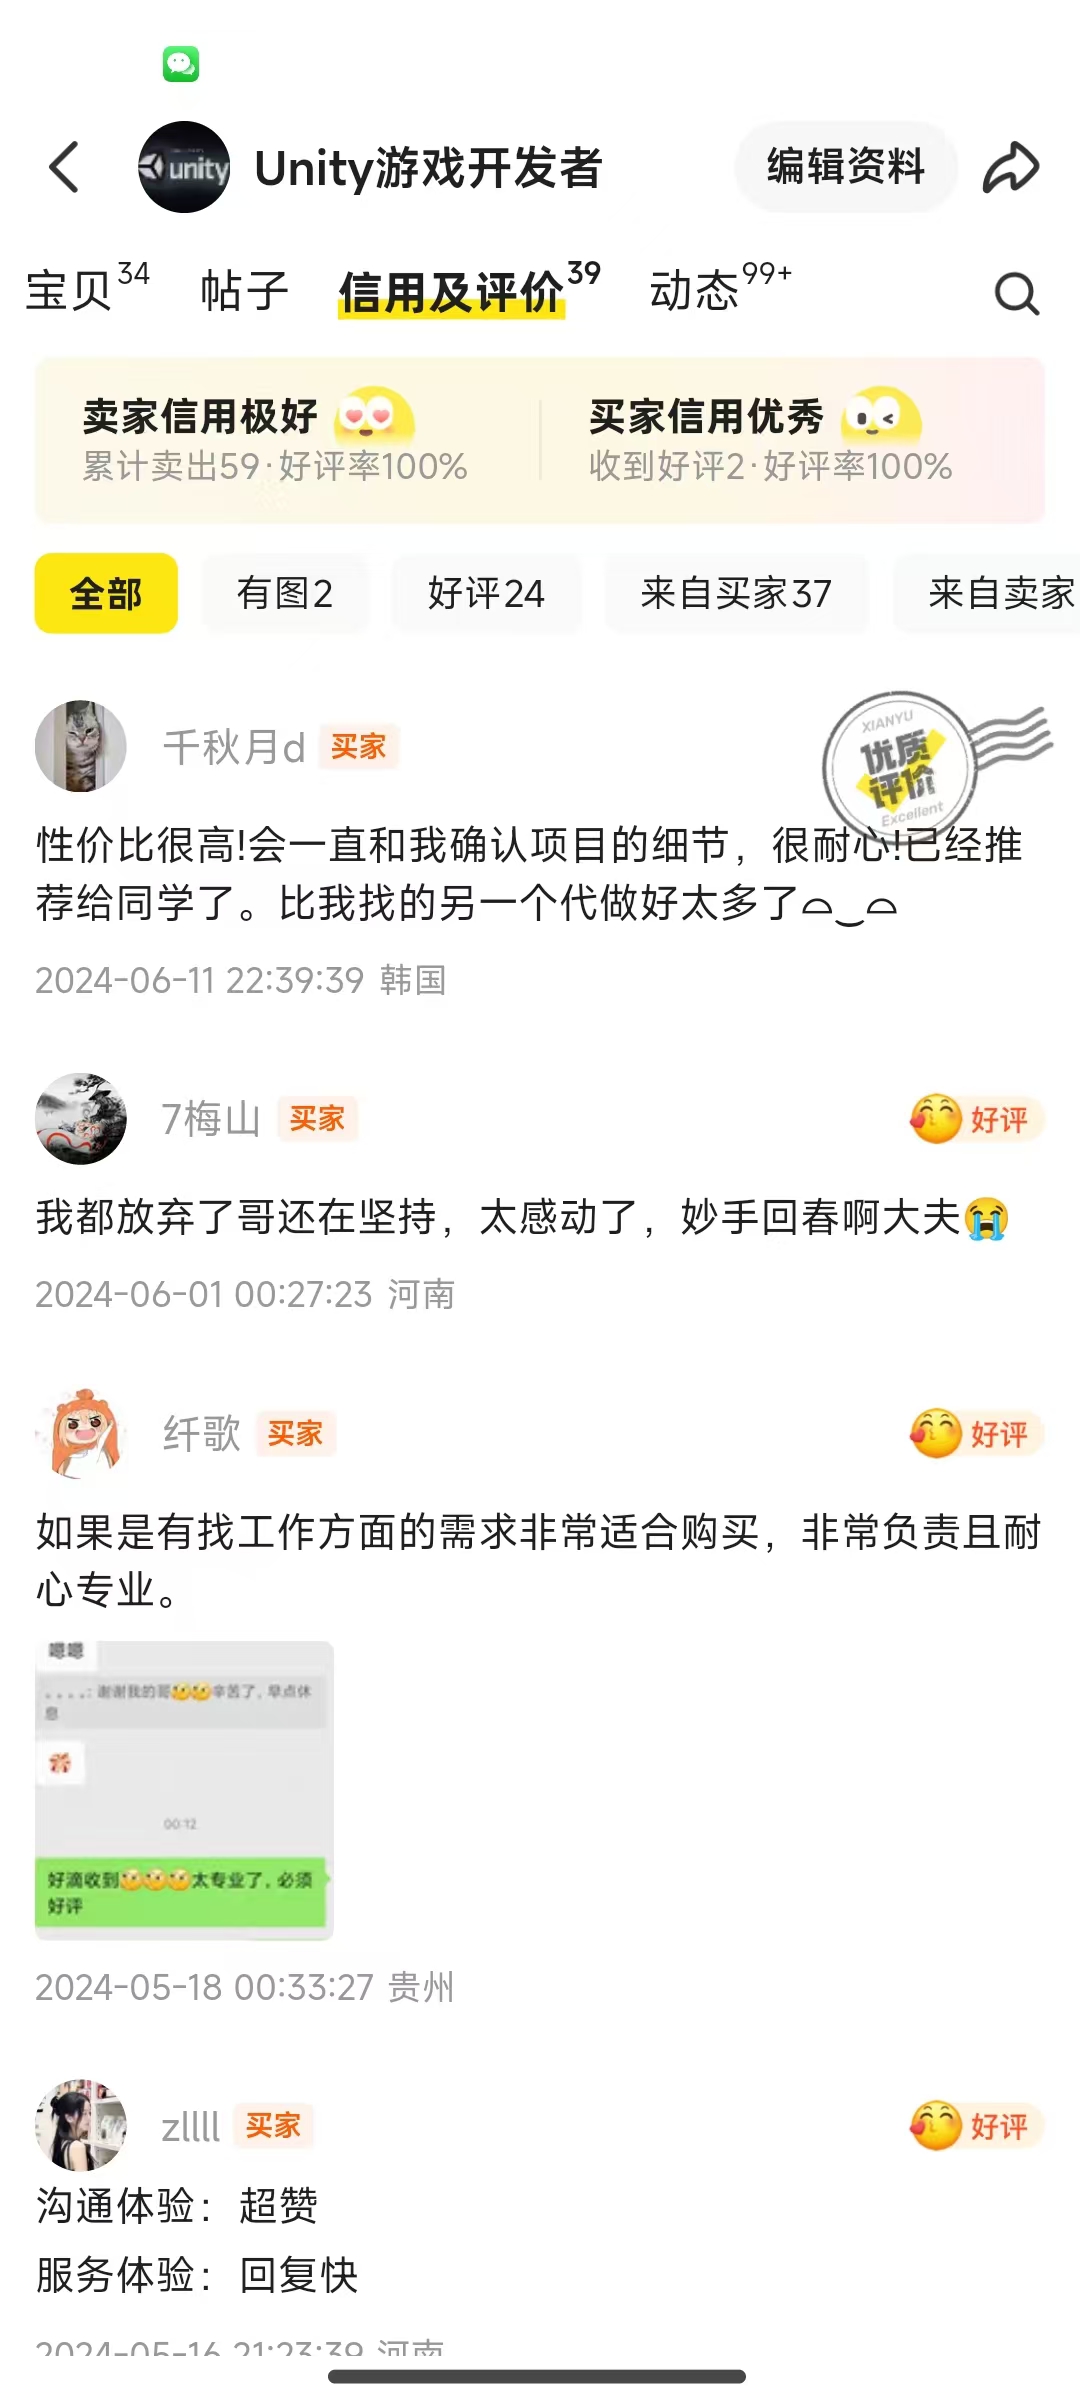 unity
Unity游戏开发者
编辑资料
宝贝34
帖子
信用及评价39
动态99+
卖家信用极好
累计卖出59·好评率100%
买家信用优秀
收到好评2·好评率100%
全部
有图2
好评24
来自买家37
来自卖家
千秋月d
买家
XIANYU
优质
评价
Excellent
性价比很高!会一直和我确认项目的细节，很耐心!已经推
荐给同学了。比我找的另一个代做好太多了⌓‿⌓
2024-06-11 22:39:39 韩国
7梅山
买家
好评
我都放弃了哥还在坚持，太感动了，妙手回春啊大夫😭
2024-06-01 00:27:23 河南
纤歌
买家
好评
如果是有找工作方面的需求非常适合购买，非常负责且耐
心专业。
嗯嗯
. . . .: 谢谢我的哥🫡🫡辛苦了，早点休
息
00:12
好滴收到🫡🫡🫡太专业了，必须
好评
2024-05-18 00:33:27 贵州
zllll
买家
好评
沟通体验：超赞
服务体验：回复快
2024-05-16 21:23:39 河南